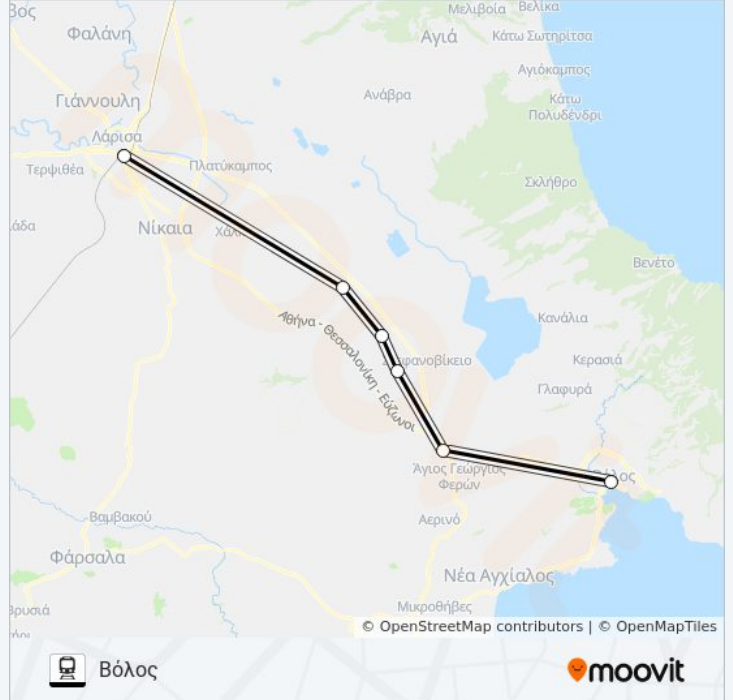 Μελιβοία
Βελίκα
Φαλάνη
Αγιά
Κάτω Σωτηρίτσα
Αγιόκαμπος
Ανάβρα
Κάτω
Πολυδένδρι
Γιάννουλη
Λάρισα
Τερψιθέα
Πλατύκαμπος
Σκλήθρο
Νίκαια
Βενέτο
Αθήνα - Θεσσαλονίκη - Εύζωνοι
Κανάλια
Κερασιά
Γλαφυρά
Άγιος Γεώργιος
Φερών
Βόλος
Βαμβακού
Αερινό
Φάρσαλα
Νέα Αγχίαλος
Μικροθήβες
© OpenStreetMap contributors | © OpenMapTiles
Βόλος
moovit